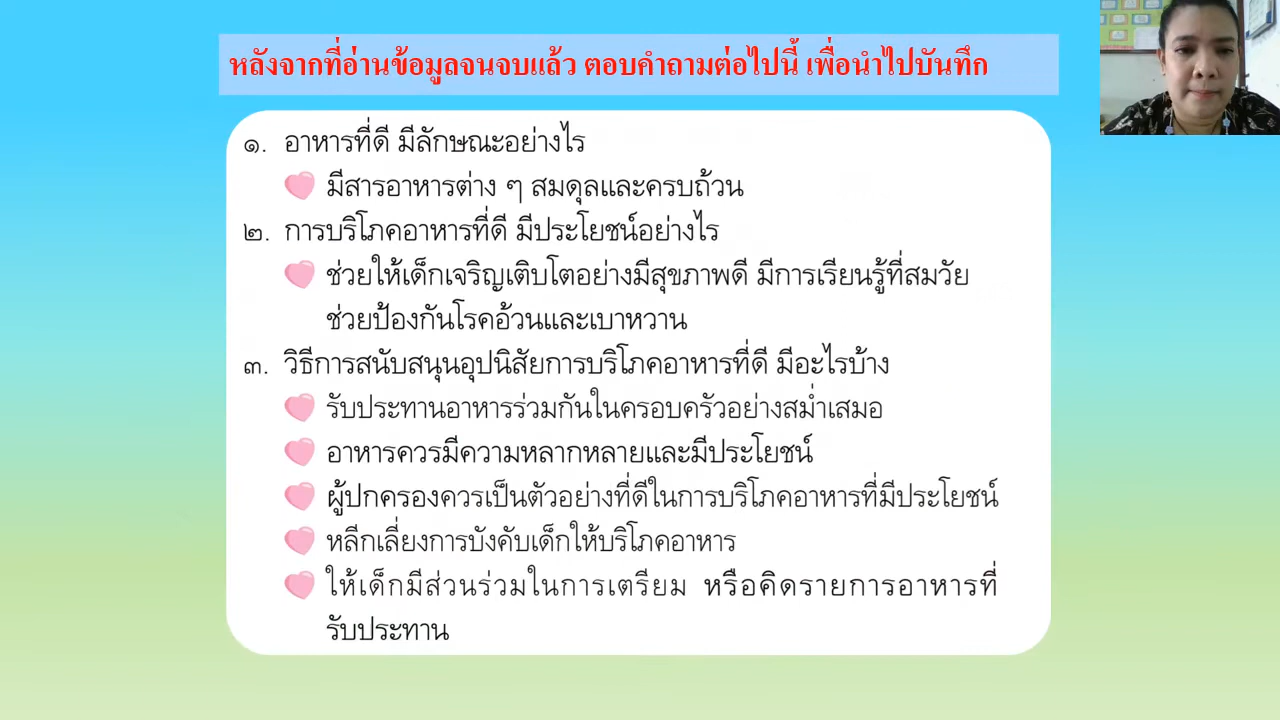 หลังจากที่อ่านข้อมูลจนจบแล้ว ตอบคำถามต่อไปนี้ เพื่อนำไปบันทึก
๑. อาหารที่ดี มีลักษณะอย่างไร
มีสารอาหารต่าง ๆ สมดุลและครบถ้วน
๒. การบริโภคอาหารที่ดี มีประโยชน์อย่างไร
ช่วยให้เด็กเจริญเติบโตอย่างมีสุขภาพดี มีการเรียนรู้ที่สมวัย
ช่วยป้องกันโรคอ้วนและเบาหวาน
๓. วิธีการสนับสนุนอุปนิสัยการบริโภคอาหารที่ดี มีอะไรบ้าง
รับประทานอาหารร่วมกันในครอบครัวอย่างสม่ำเสมอ
อาหารควรมีความหลากหลายและมีประโยชน์
ผู้ปกครองควรเป็นตัวอย่างที่ดีในการบริโภคอาหารที่มีประโยชน์
หลีกเลี่ยงการบังคับเด็กให้บริโภคอาหาร
ให้เด็กมีส่วนร่วมในการเตรียม หรือคิดรายการอาหารที่
รับประทาน